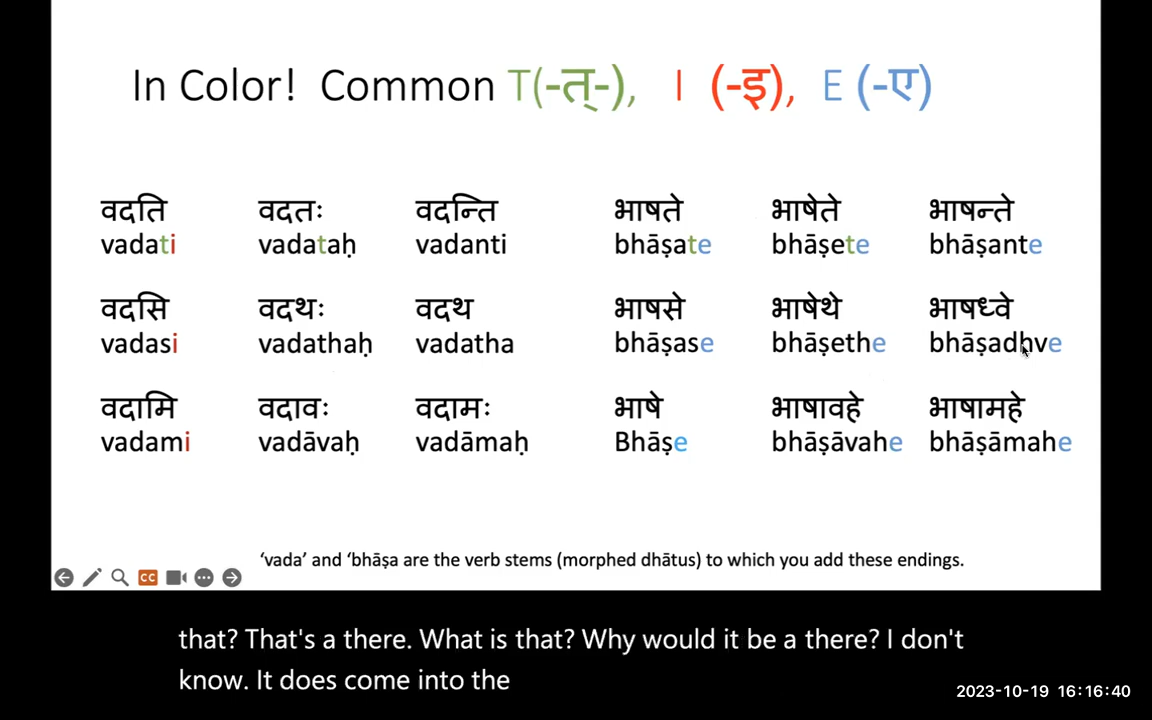 In Color! Common T(-त्-), I (-इ), E (-ए)
वदति वदतः वदन्ति भाषते भाषेते भाषन्ते
vadati vadataḥ vadanti bhāṣate bhāṣete bhāṣante
वदसि वदथः वदथ भाषसे भाषेथे भाषध्वे
vadasi vadathaḥ vadatha bhāṣase bhāṣethe bhāṣadhve
वदामि वदावः वदामः भाषे भाषावहे भाषामहे
vadami vadāvaḥ vadāmaḥ Bhāṣe bhāṣāvahe bhāṣāmahe
‘vada’ and ‘bhāṣa are the verb stems (morphed dhātus) to which you add these endings.
CC
that? That's a there. What is that? Why would it be a there? I don't
know. It does come into the
2023-10-19 16:16:40